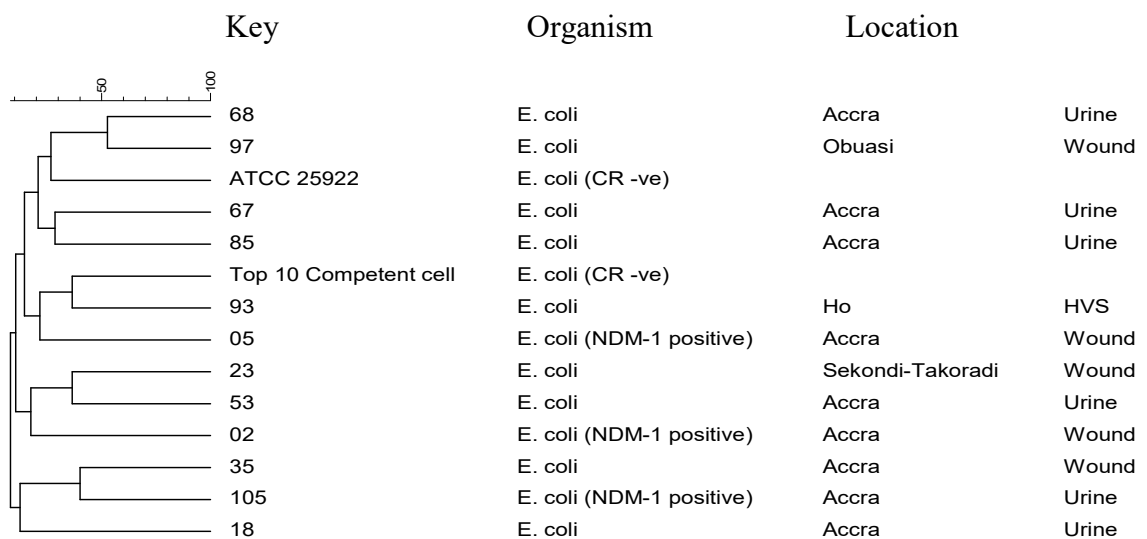 Key Organism Location
50 100
68 E. coli Accra Urine
97 E. coli Obuasi Wound
ATCC 25922 E. coli (CR -ve)
67 E. coli Accra Urine
85 E. coli Accra Urine
Top 10 Competent cell E. coli (CR -ve)
93 E. coli Ho HVS
05 E. coli (NDM-1 positive) Accra Wound
23 E. coli Sekondi-Takoradi Wound
53 E. coli Accra Urine
02 E. coli (NDM-1 positive) Accra Wound
35 E. coli Accra Wound
105 E. coli (NDM-1 positive) Accra Urine
18 E. coli Accra Urine